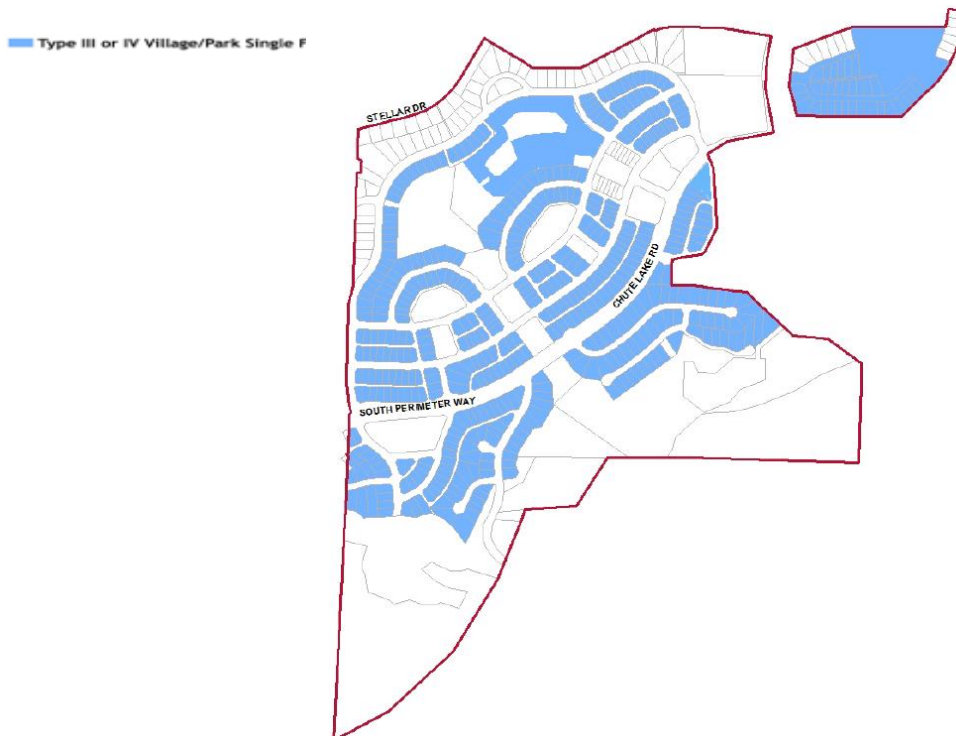 Type III or IV Village/Park Single F
STELLAR DR
CHUTE LAKE RD
SOUTH PERIMETER WAY